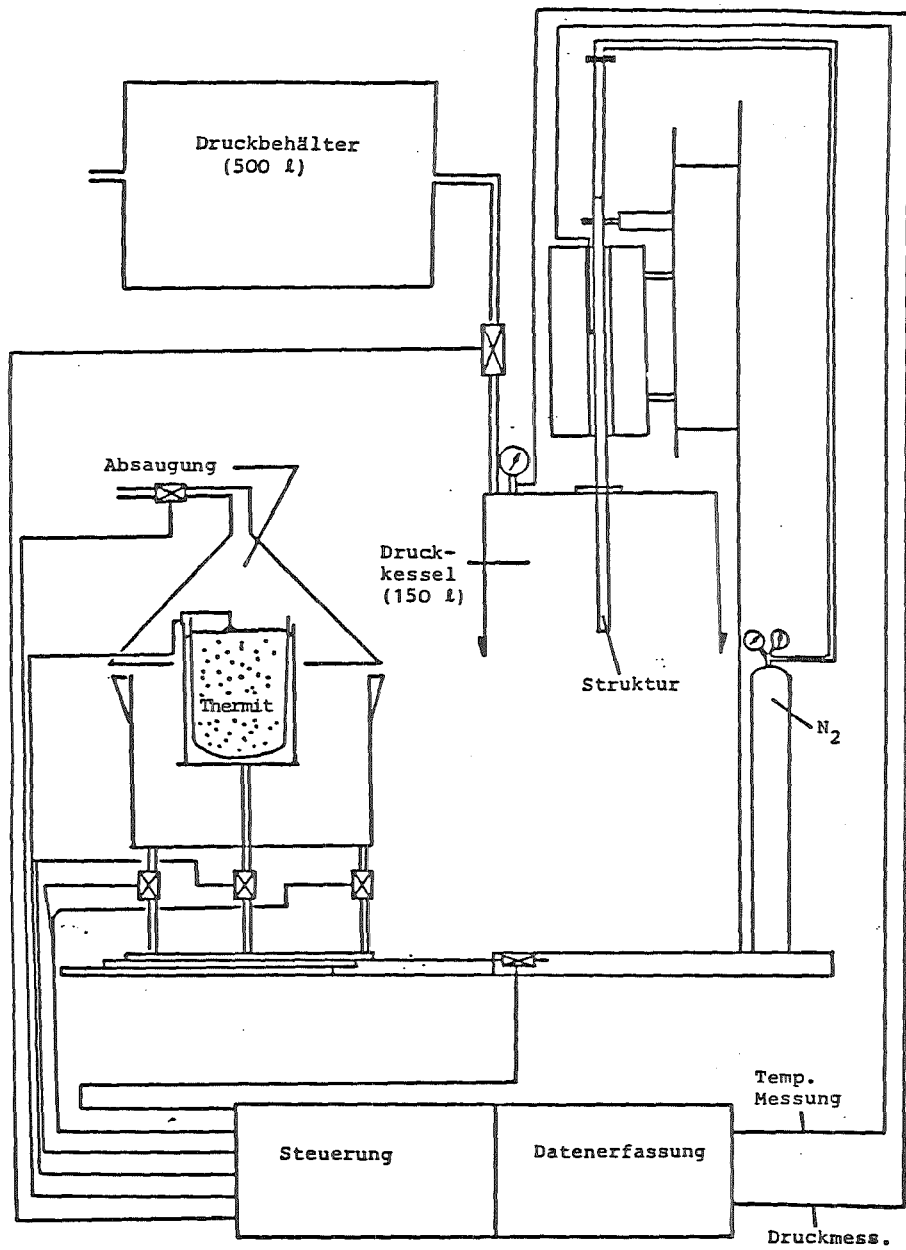 Druckbehälter
(500 ℓ)
Absaugung
Druck-
kessel
(150 ℓ)
Struktur
Thermit
N2
Temp.
Messung
Steuerung
Datenerfassung
Druckmess.